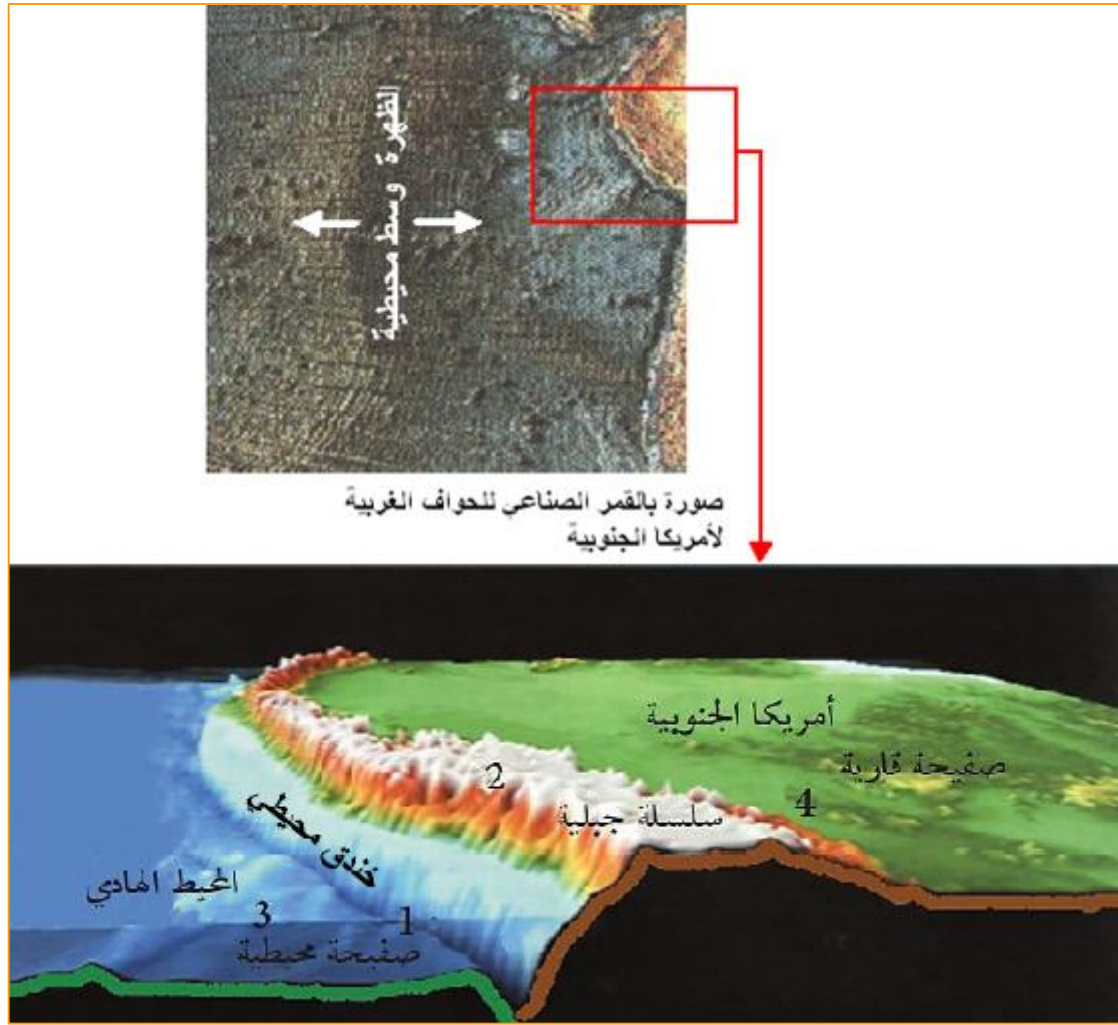 الظهرة وسط محيطية
صورة بالقمر الصناعي للحواف الغربية
لأمريكا الجنوبية
أمريكا الجنوبية
صفيحة قارية
4
2
سلسلة جبلية
خندق محيطي
المحيط الهادي
3
1
صفيحة محيطية